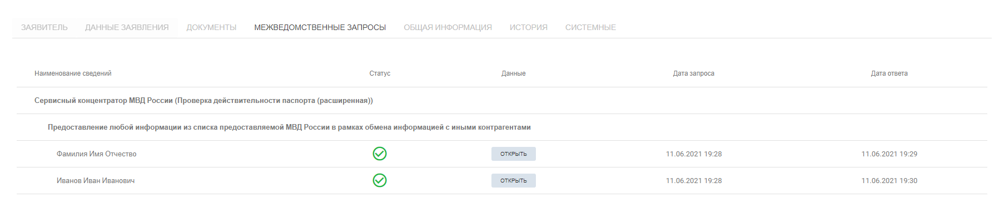 ЗАЯВИТЕЛЬ ДАННЫЕ ЗАЯВЛЕНИЯ ДОКУМЕНТЫ МЕЖВЕДОМСТВЕННЫЕ ЗАПРОСЫ ОБЩАЯ ИНФОРМАЦИЯ ИСТОРИЯ СИСТЕМНЫЕ
Наименование сведений Статус Данные Дата запроса Дата ответа
Сервисный концентратор МВД России (Проверка действительности паспорта (расширенная))
Предоставление любой информации из списка предоставляемой МВД России в рамках обмена информацией с иными контрагентами
Фамилия Имя Отчество ОТКРЫТЬ 11.06.2021 19:28 11.06.2021 19:29
Иванов Иван Иванович ОТКРЫТЬ 11.06.2021 19:28 11.06.2021 19:30